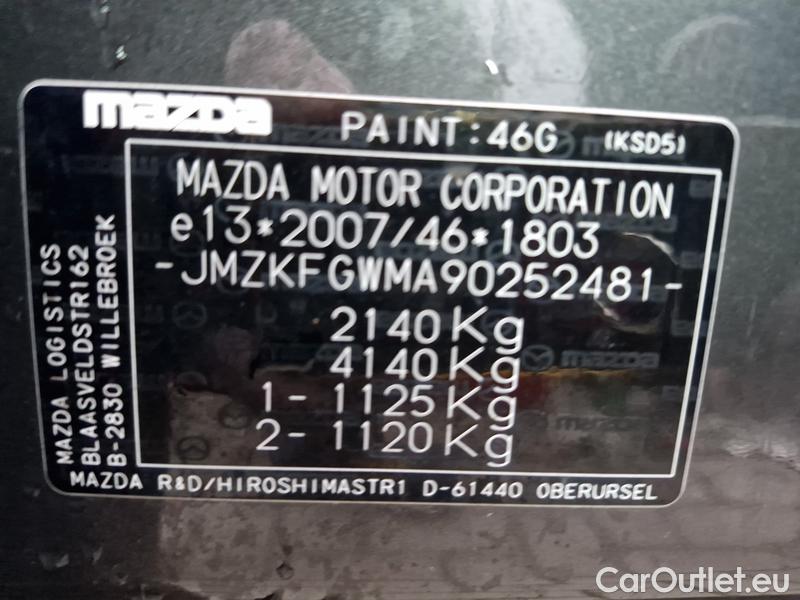 mazda PAINT:46G (KSD5)
MAZDA MOTOR CORPORATION
e13*2007/46*1803
-JMZKFGWMA90252481-
2140Kg
4140Kg
1- 1125Kg
2- 1120Kg
MAZDA LOGISTICS
BLAASVELDSTR162
B-2830 WILLEBROEK
MAZDA R&D/HIROSHIMASTR1 D-61440 OBERURSEL
CarOutlet.eu